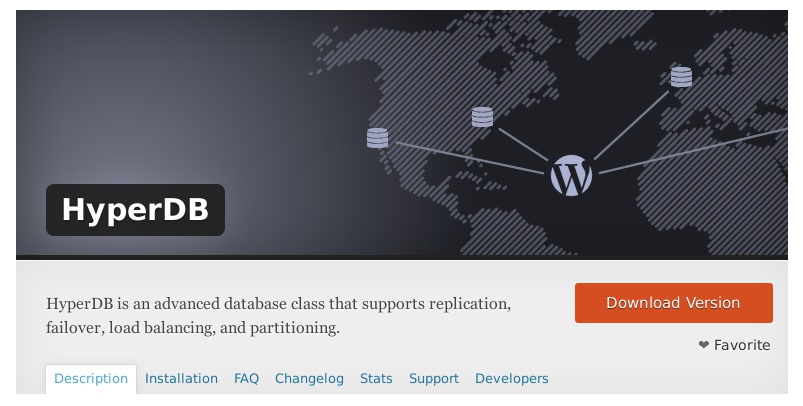 HyperDB
HyperDB is an advanced database class that supports replication,
failover, load balancing, and partitioning.
Download Version
❤ Favorite
Description Installation FAQ Changelog Stats Support Developers